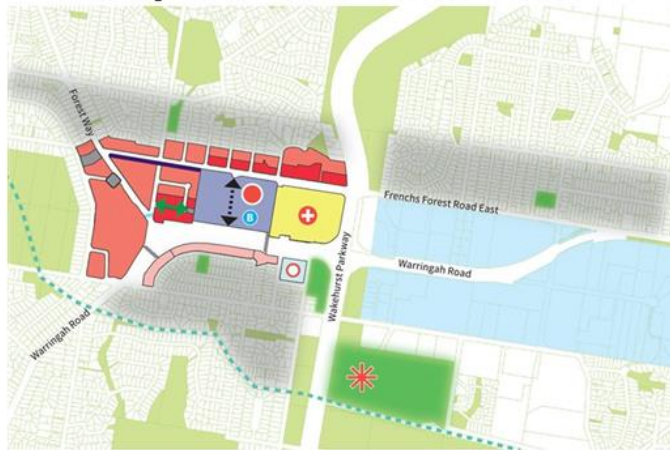 Forest Way
Frenchs Forest Road East
B
Warringah Road
Wakehurst Parkway
Warringah Road